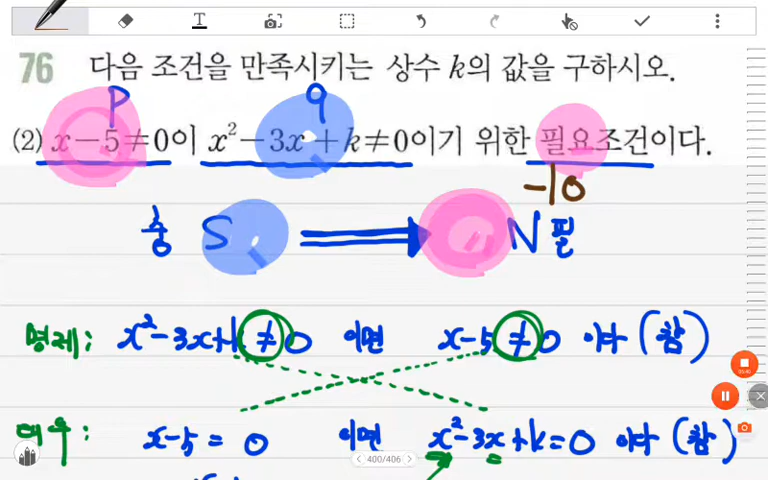 76 다음 조건을 만족시키는 상수 k의 값을 구하시오.
p q
(2) x-5≠0이 x²-3x+k≠0이기 위한 필요조건이다.
-10
충 S ⟹ N 필
명제: x²-3x+k≠0 이면 x-5≠0 이다 (참)
대우: x-5=0 이면 x²-3x+k=0 이다 (참)
400/406